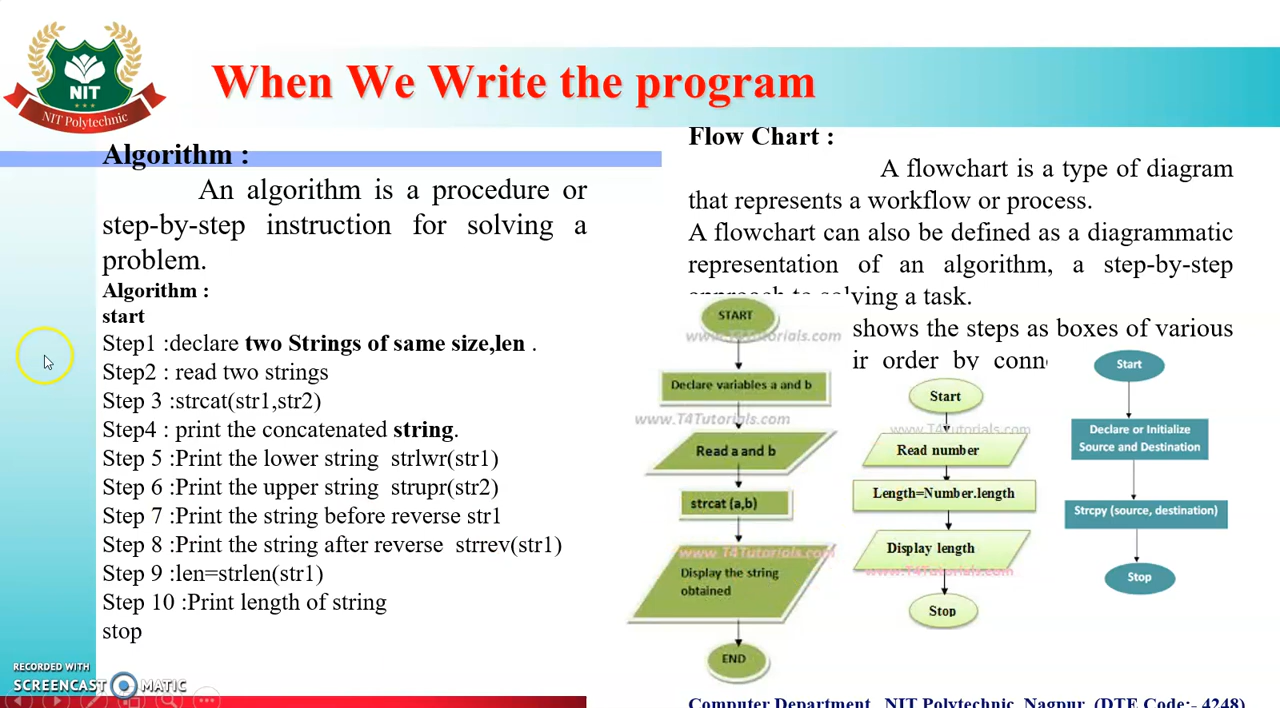 NIT
NIT Polytechnic
When We Write the program
Algorithm :
An algorithm is a procedure or
step-by-step instruction for solving a
problem.
Algorithm :
start
Step1 :declare two Strings of same size,len .
Step2 : read two strings
Step 3 :strcat(str1,str2)
Step4 : print the concatenated string.
Step 5 :Print the lower string strlwr(str1)
Step 6 :Print the upper string strupr(str2)
Step 7 :Print the string before reverse str1
Step 8 :Print the string after reverse strrev(str1)
Step 9 :len=strlen(str1)
Step 10 :Print length of string
stop
RECORDED WITH
SCREENCAST MATIC
Flow Chart :
A flowchart is a type of diagram
that represents a workflow or process.
A flowchart can also be defined as a diagrammatic
representation of an algorithm, a step-by-step
approach to solving a task.
shows the steps as boxes of various
order by
START
www.T4Tutorials.com
Declare variables a and b
www.T4Tutorials.com
Read a and b
strcat (a,b)
www.T4Tutorials.com
Display the string
obtained
END
Start
www.T4Tutorials.com
Read number
Length=Number.length
Display length
www.T4Tutorials.com
Stop
Start
Declare or Initialize
Source and Destination
Strcpy (source, destination)
Stop
Computer Department, NIT Polytechnic, Nagpur (DTE Code:- 4248)